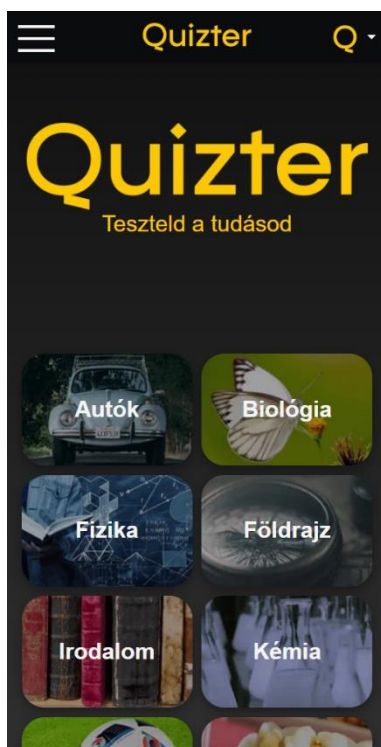 Quizter
Q
Quizter
Teszteld a tudásod
Autók
Biológia
Fizika
Földrajz
Irodalom
Kémia